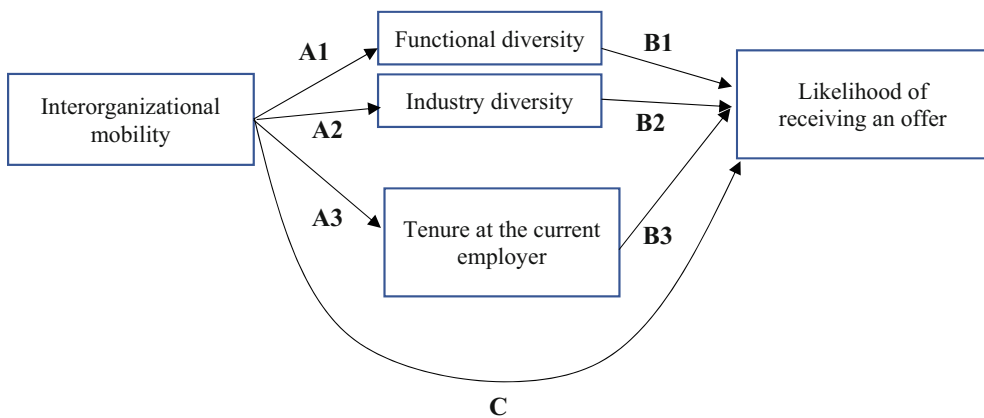 A1
Functional diversity
B1
Interorganizational
mobility
A2
Industry diversity
B2
Likelihood of
receiving an offer
A3
Tenure at the current
employer
B3
C